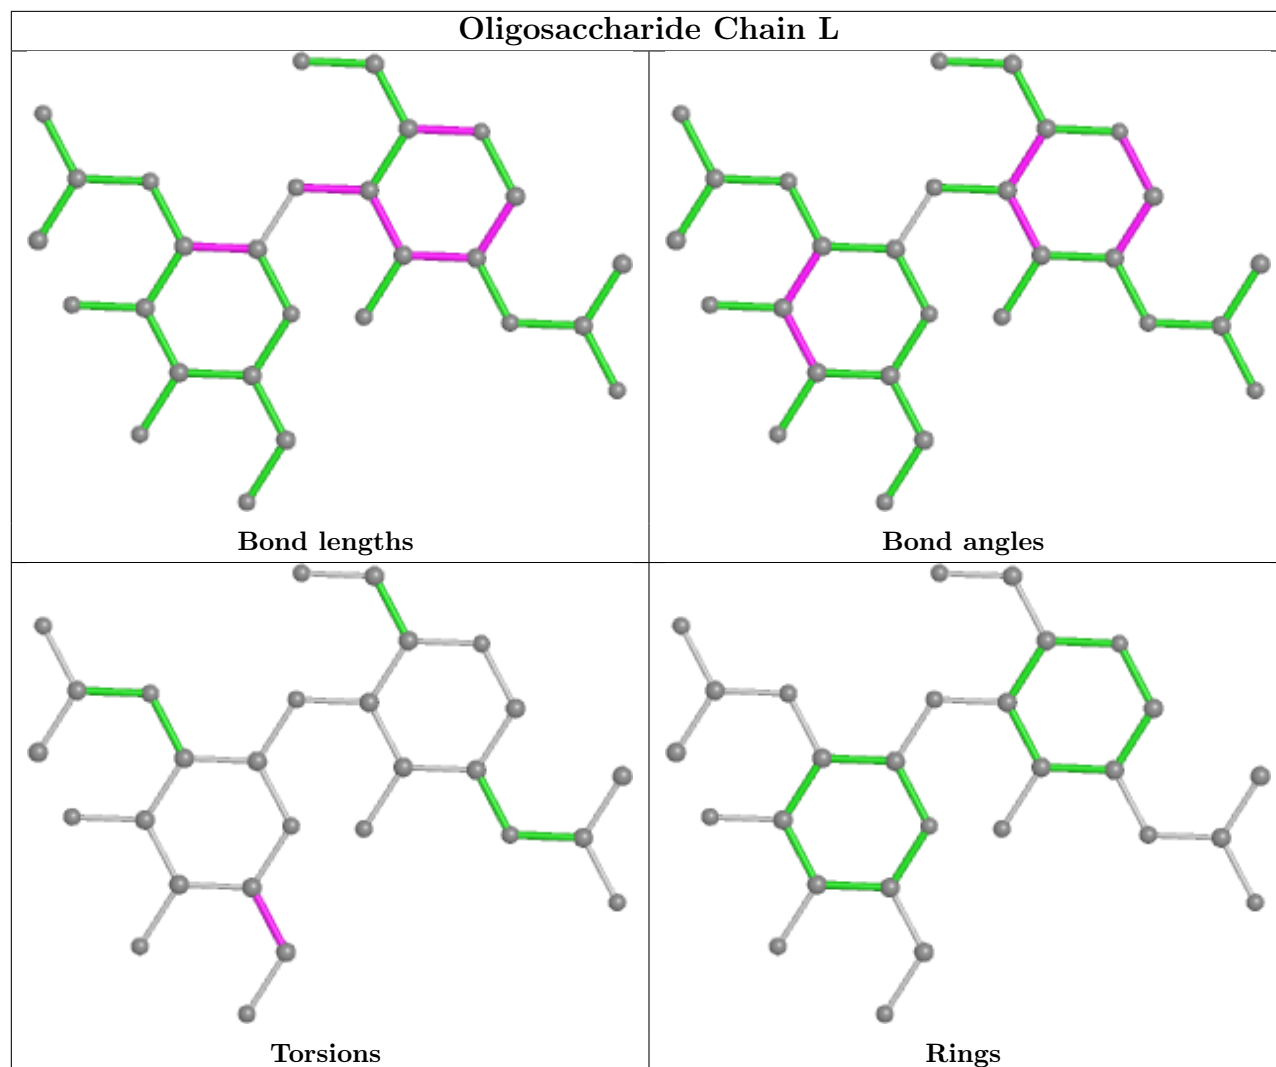 Oligosaccharide Chain L
Bond lengths
Bond angles
Torsions
Rings